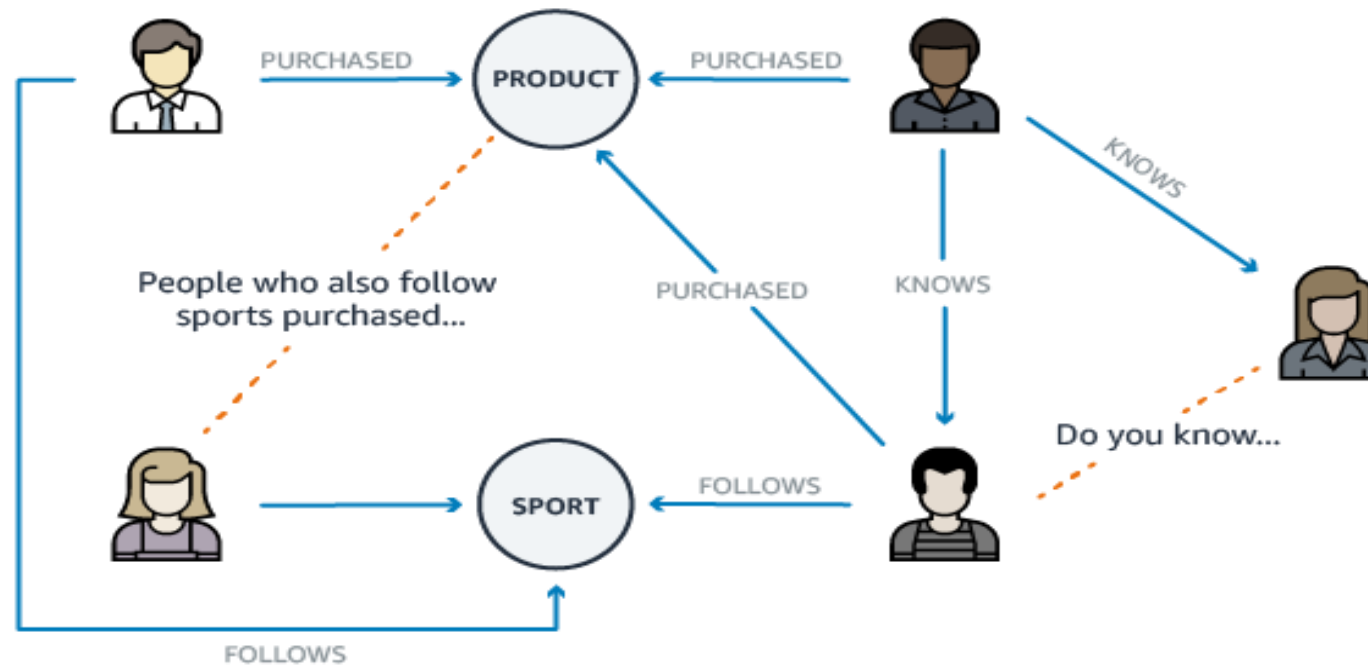 PURCHASED
PRODUCT
PURCHASED
KNOWS
People who also follow
sports purchased...
PURCHASED
KNOWS
Do you know...
SPORT
FOLLOWS
FOLLOWS